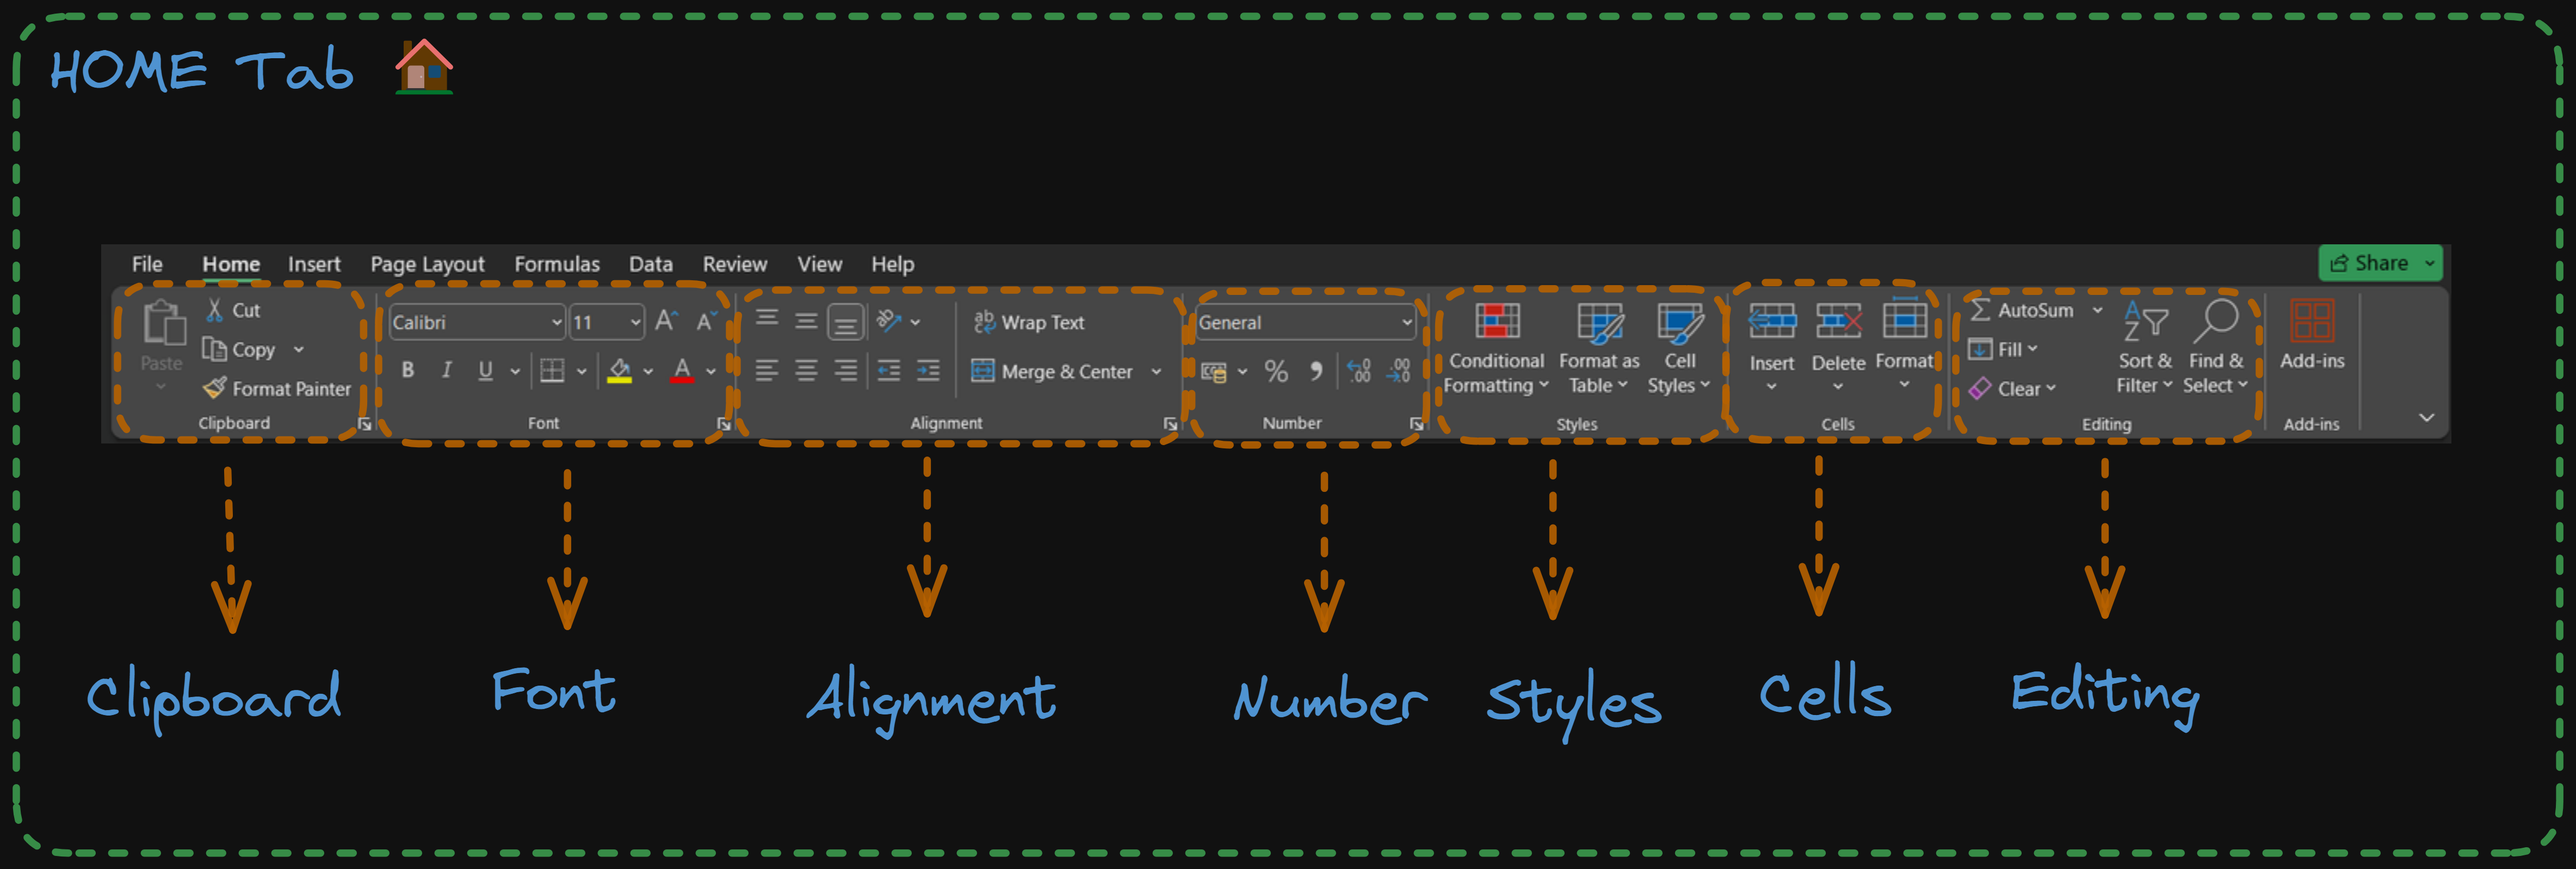 HOME Tab
File Home Insert Page Layout Formulas Data Review View Help Share
Paste
Cut
Copy
Format Painter
Clipboard
Calibri 11 A A
B I U A
Font
ab Wrap Text
Merge & Center
Alignment
General
% 9 .00 .00
Number
Conditional Formatting
Format as Table
Cell Styles
Styles
Insert Delete Format
Cells
AutoSum
Fill
Clear
A Z
Sort & Filter
Find & Select
Editing
Add-ins
Add-ins
Clipboard Font Alignment Number Styles Cells Editing